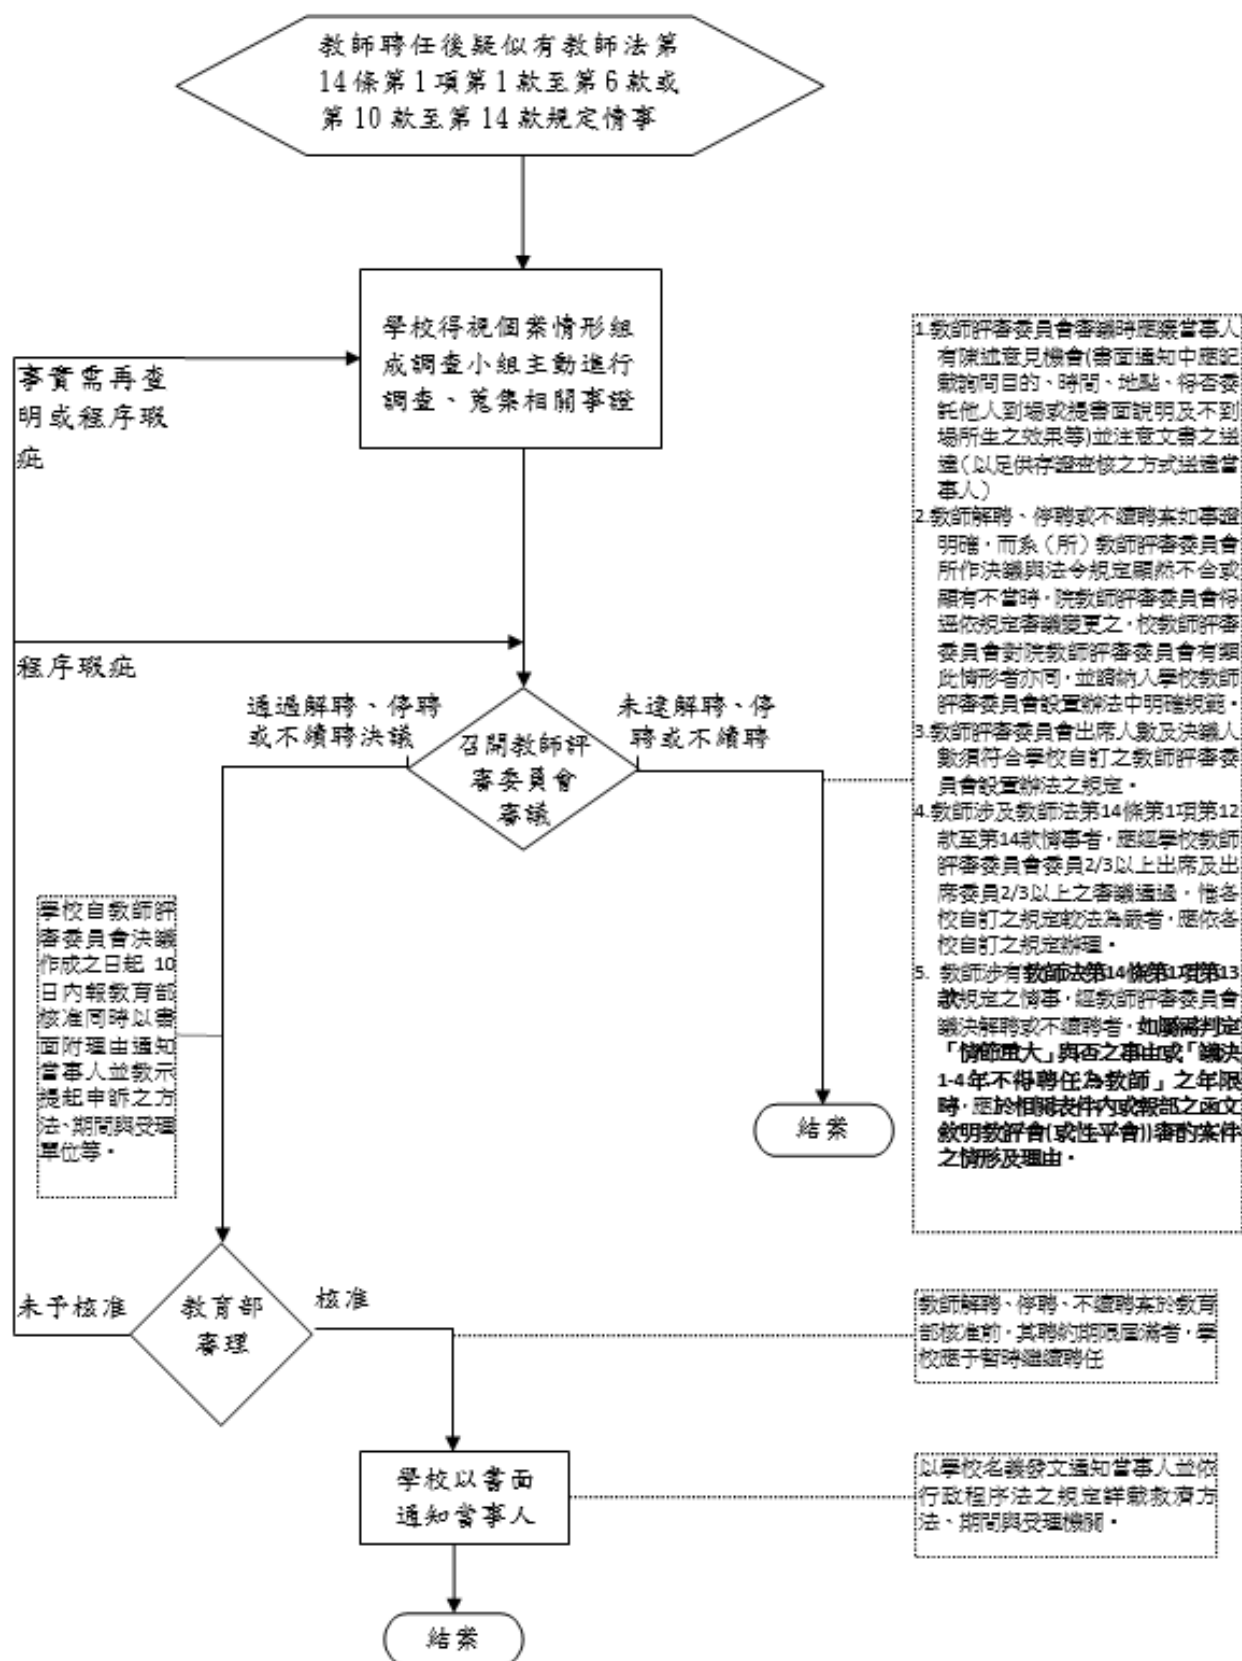 教師聘任後疑似有教師法第
14條第1項第1款至第6款或
第10款至第14款規定情事
學校得視個案情形組
成調查小組主動進行
調查、蒐集相關事證
事實需再查
明或程序瑕
疵
程序瑕疵
通過解聘、停聘
或不續聘決議
召開教師評
審委員會
審議
未達解聘、停
聘或不續聘
1.教師評審委員會審議時應讓當事人
有陳述意見機會(書面通知中應記
載詢問目的、時間、地點、得否委
託他人到場或提書面說明及不到
場所生之效果等)並注意文書之送
達(以足供存證查核之方式送達當
事人)
2.教師解聘、停聘或不續聘案如事證
明確，而系（所）教師評審委員會
所作決議與法令規定顯然不合或
顯有不當時，院教師評審委員會得
逕依規定審議變更之，校教師評審
委員會對院教師評審委員會有類
此情形者亦同，並請納入學校教師
評審委員會設置辦法中明確規範。
3.教師評審委員會出席人數及決議人
數須符合學校自訂之教師評審委
員會設置辦法之規定。
4.教師涉及教師法第14條第1項第12
款至第14款情事者，應經學校教師
評審委員會委員2/3以上出席及出
席委員2/3以上之審議通過，惟各
校自訂之規定較法為嚴者，應依各
校自訂之規定辦理。
5. 教師涉有教師法第14條第1項第13
款規定之情事，經教師評審委員會
議決解聘或不續聘者，如屬需判定
「情節重大」與否之事由或「議決
1-4年不得聘任為教師」之年限
時，應於相關表件內或報部之函文
敘明教評會(或性平會))審酌案件
之情形及理由。
學校自教師評
審委員會決議
作成之日起 10
日內報教育部
核准同時以書
面附理由通知
當事人並教示
提起申訴之方
法、期間與受理
單位等。
結案
未予核准
教育部
審理
核准
教師解聘、停聘、不續聘案於教育
部核准前，其聘約期限屆滿者，學
校應予暫時繼續聘任
學校以書面
通知當事人
以學校名義發文通知當事人並依
行政程序法之規定詳載救濟方
法、期間與受理機關。
結案